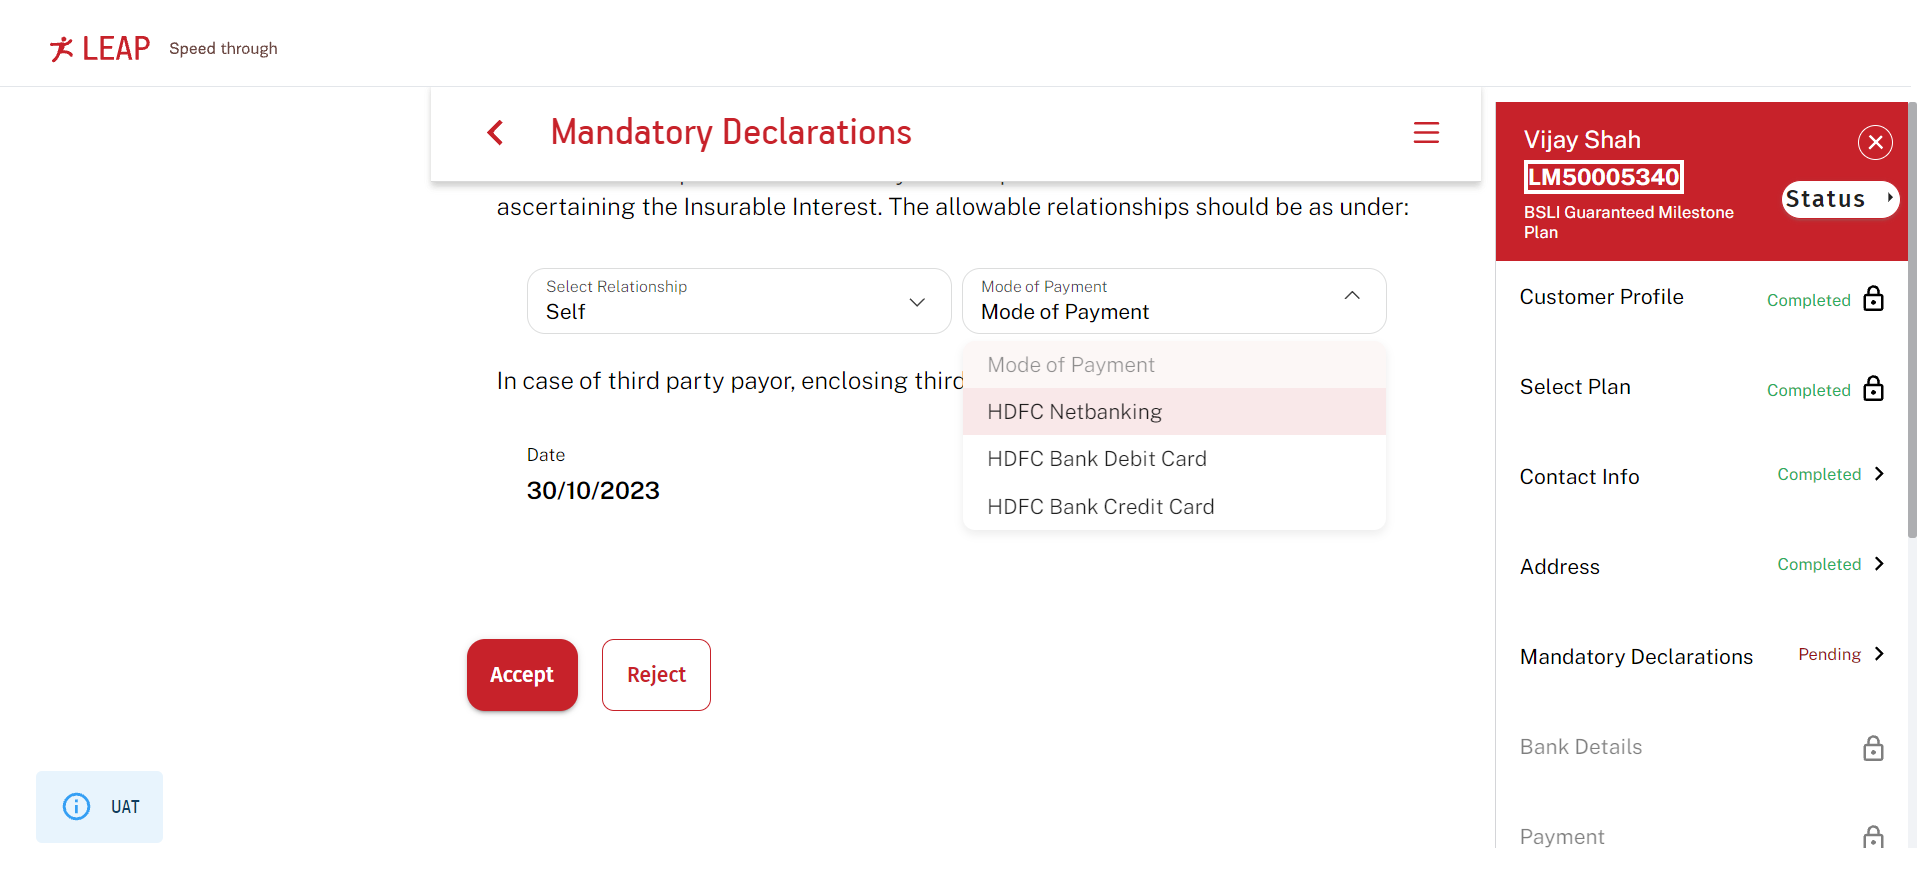 LEAP Speed through
Mandatory Declarations
ascertaining the Insurable Interest. The allowable relationships should be as under:
Select Relationship
Self
Mode of Payment
Mode of Payment
Mode of Payment
HDFC Netbanking
HDFC Bank Debit Card
HDFC Bank Credit Card
In case of third party payor, enclosing third
Date
30/10/2023
Accept
Reject
UAT
Vijay Shah
LM50005340
BSLI Guaranteed Milestone
Plan
Status
Customer Profile Completed
Select Plan Completed
Contact Info Completed
Address Completed
Mandatory Declarations Pending
Bank Details
Payment